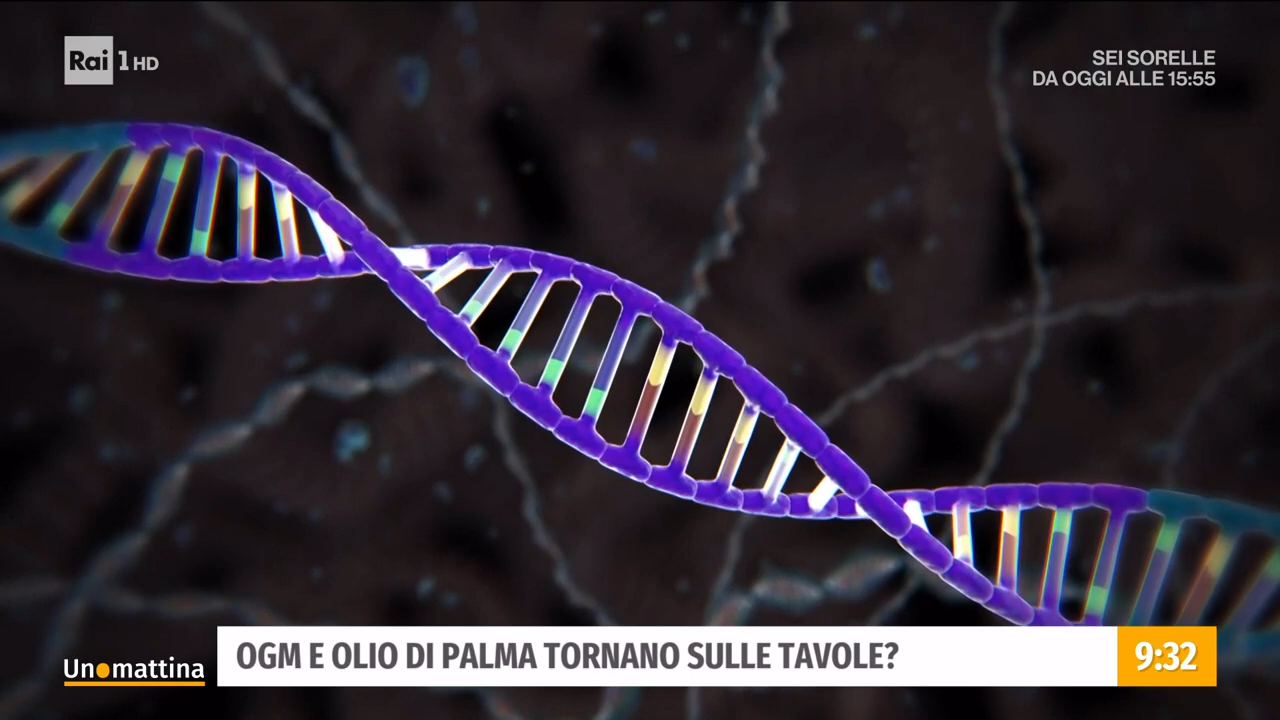 Rai 1 HD
SEI SORELLE
DA OGGI ALLE 15:55
OGM E OLIO DI PALMA TORNANO SULLE TAVOLE?
9:32
Unomattina